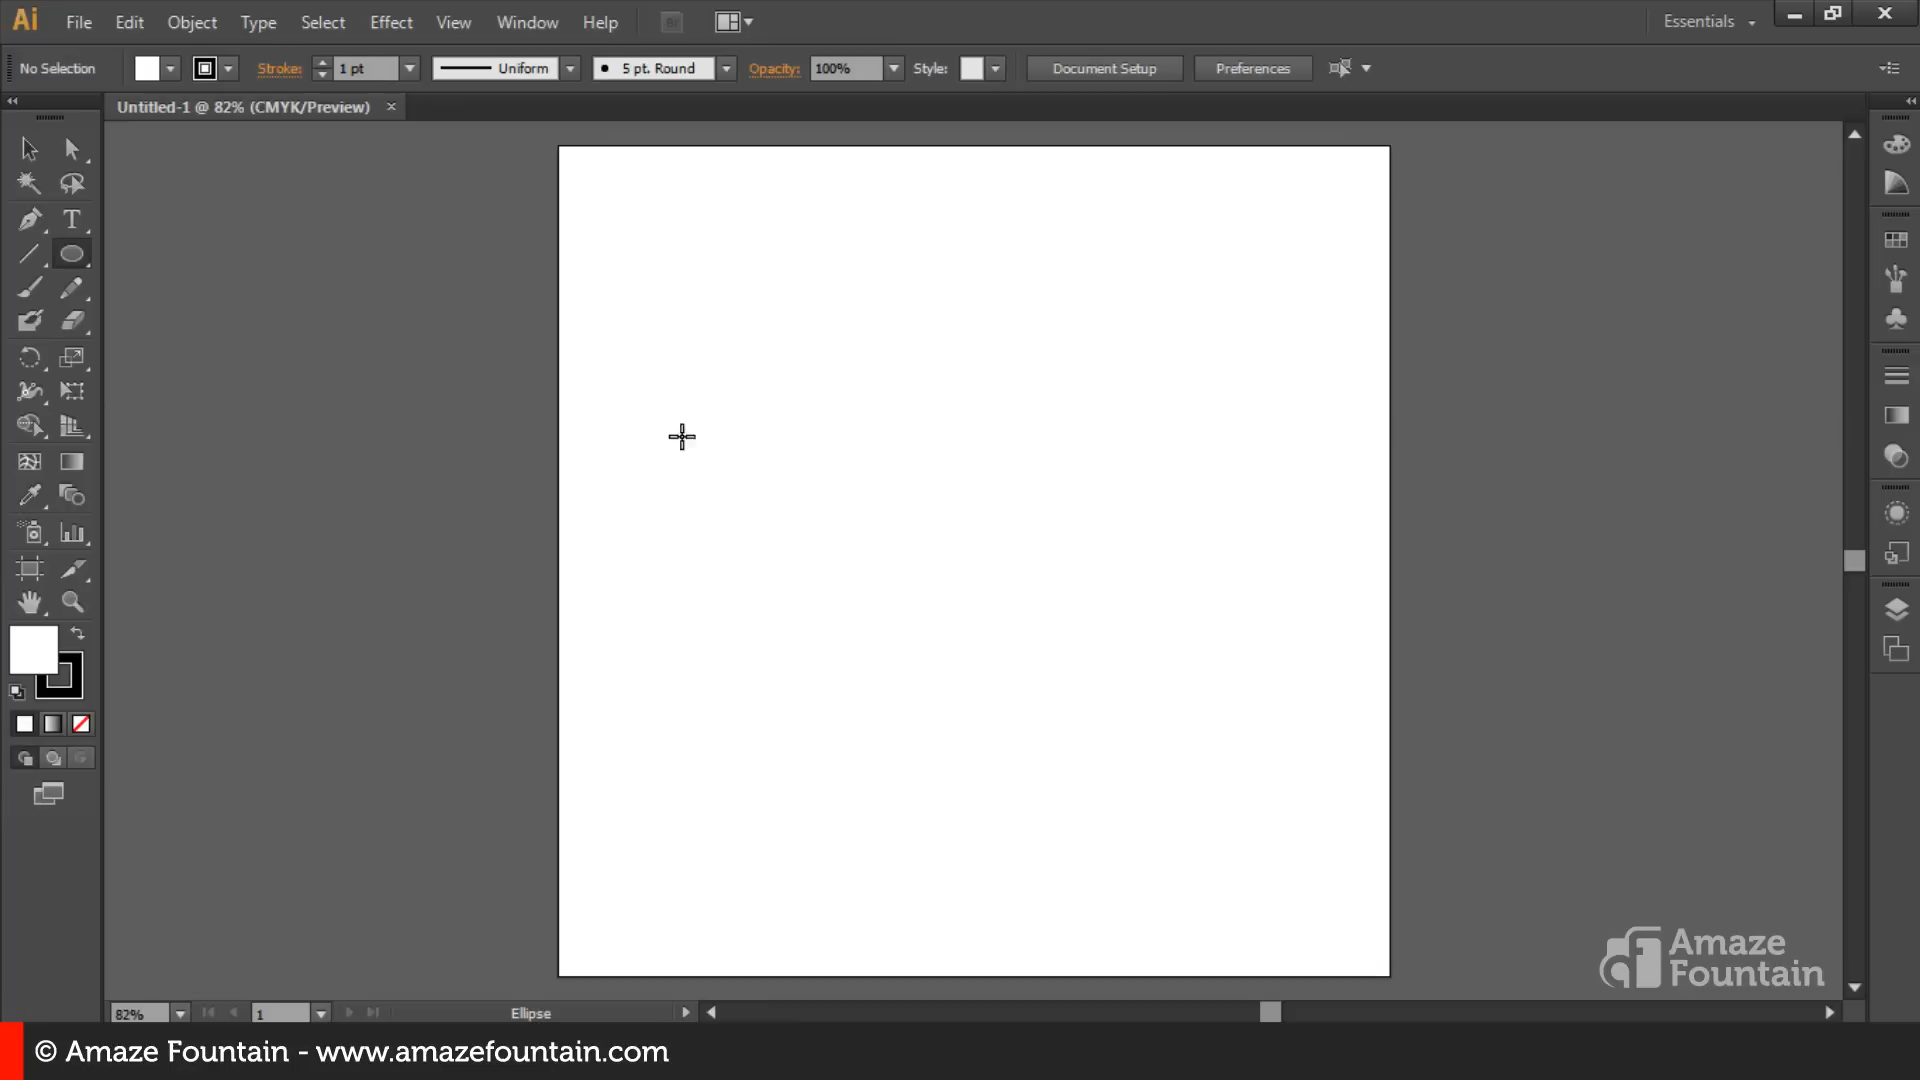 Ai File Edit Object Type Select Effect View Window Help Br Essentials
No Selection Stroke: 1 pt Uniform 5 pt. Round Opacity: 100% Style: Document Setup Preferences
Untitled-1 @ 82% (CMYK/Preview)
T
Amaze
Fountain
82% 1 Ellipse
© Amaze Fountain - www.amazefountain.com